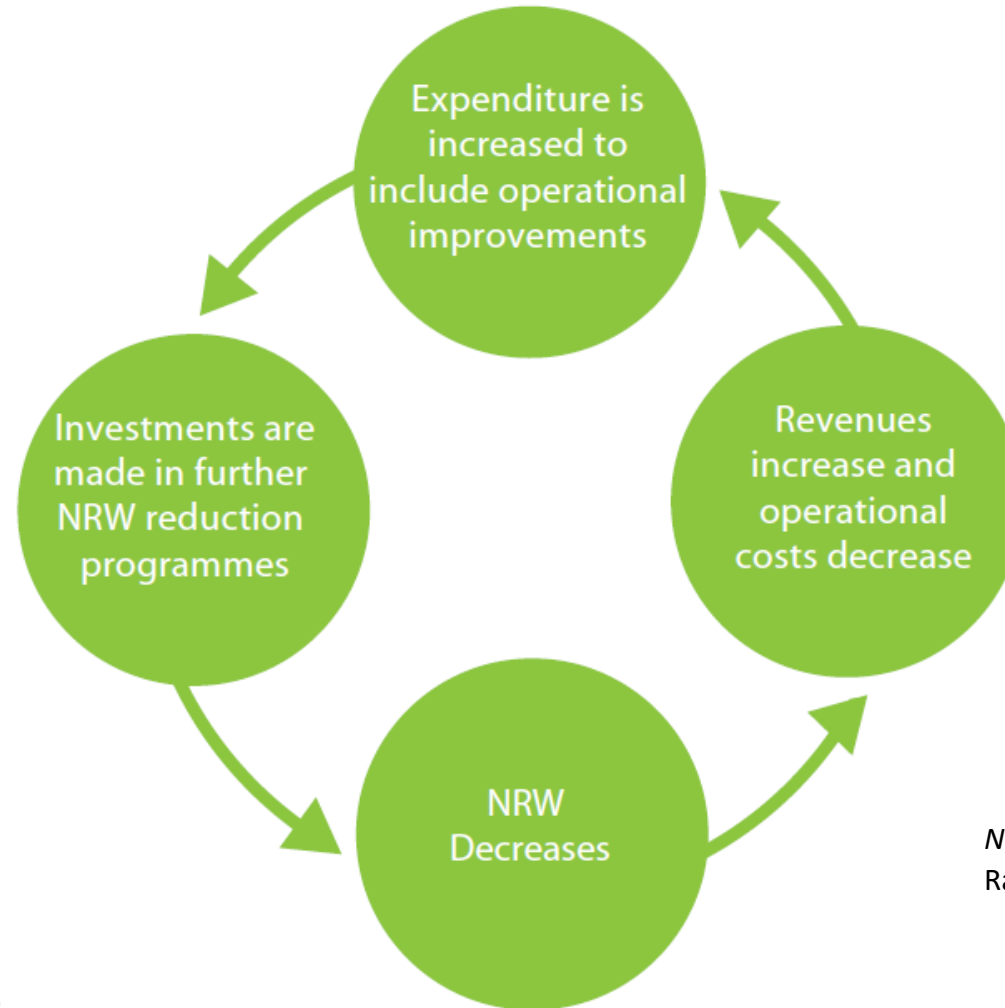 Expenditure is
increased to
include operational
improvements
Investments are
made in further
NRW reduction
programmes
Revenues
increase and
operational
costs decrease
NRW
Decreases